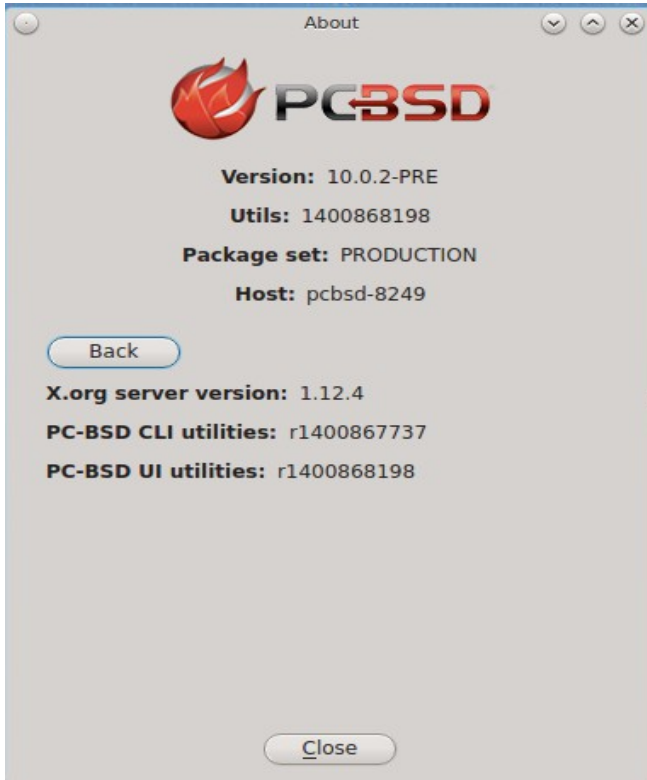 About
PCBSD
Version: 10.0.2-PRE
Utils: 1400868198
Package set: PRODUCTION
Host: pcbsd-8249
Back
X.org server version: 1.12.4
PC-BSD CLI utilities: r1400867737
PC-BSD UI utilities: r1400868198
Close